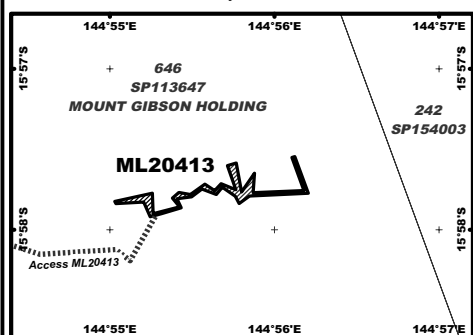 144°55'E 144°56'E 144°57'E
15°57'S 15°57'S
646
SP113647
MOUNT GIBSON HOLDING
242
SP154003
ML20413
15°58'S 15°58'S
Access ML20413
144°55'E 144°56'E 144°57'E